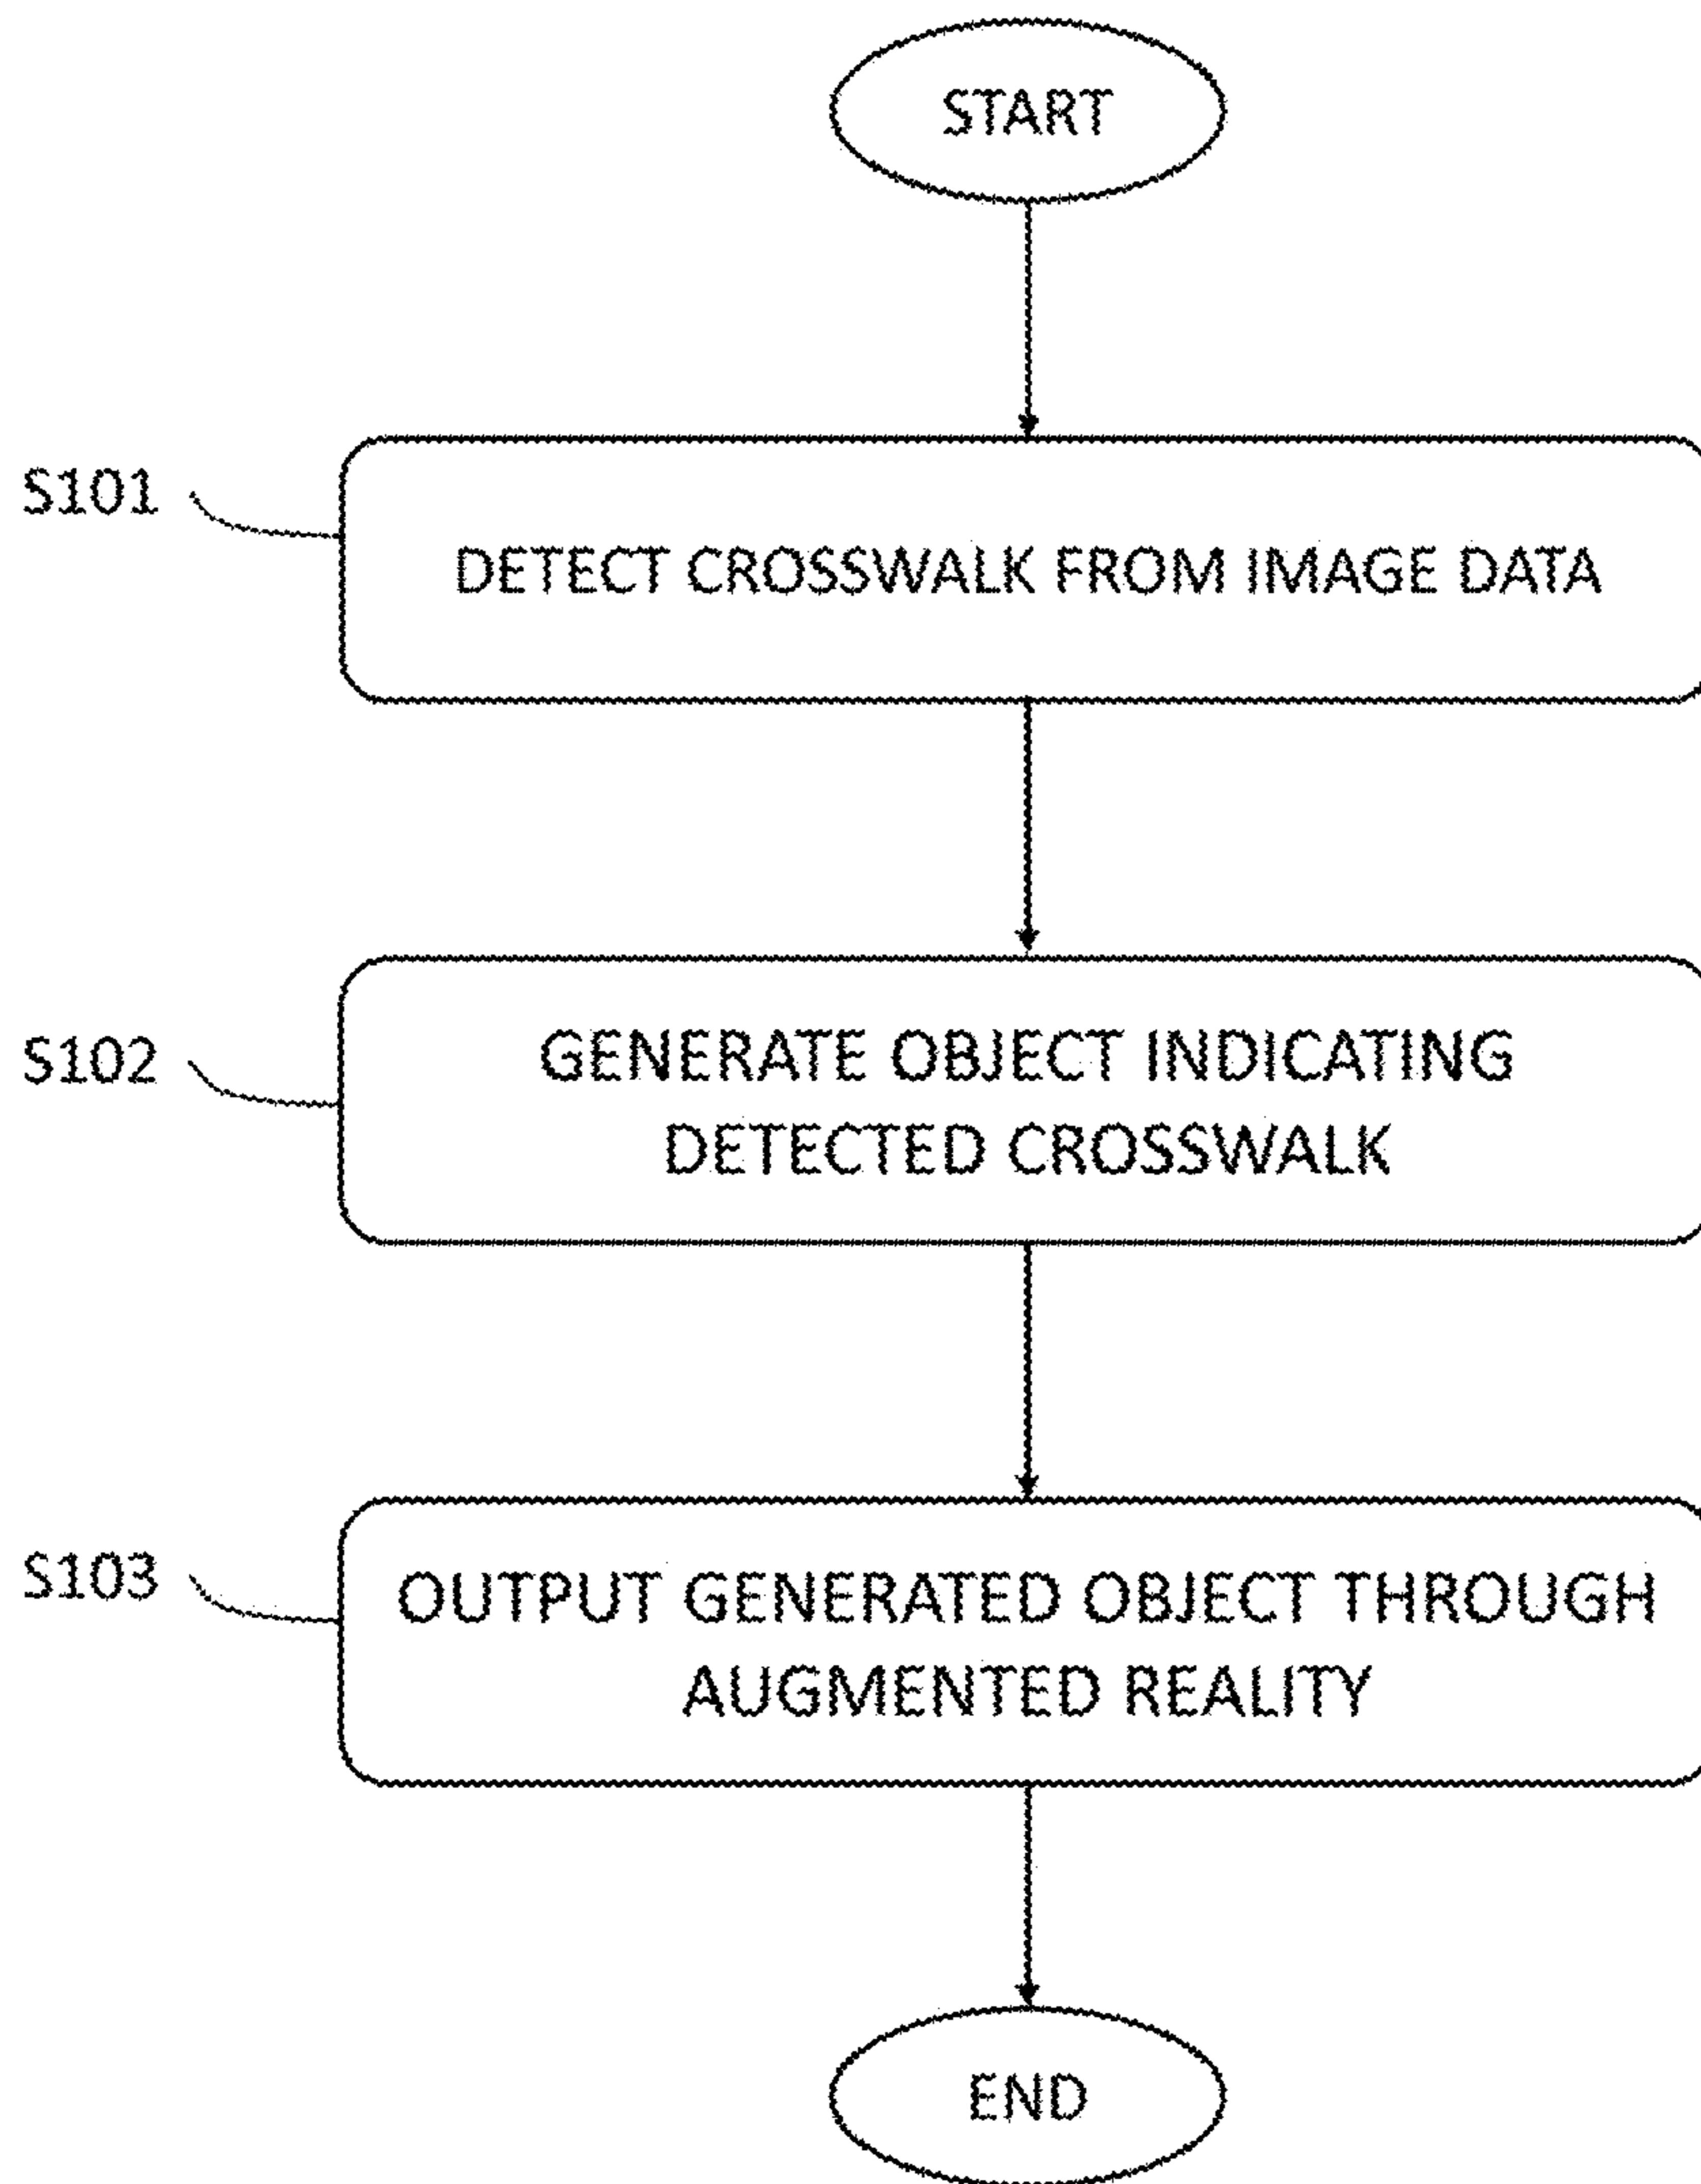 START
S101
DETECT CROSSWALK FROM IMAGE DATA
S102
GENERATE OBJECT INDICATING
DETECTED CROSSWALK
S103
OUTPUT GENERATED OBJECT THROUGH
AUGMENTED REALITY
END